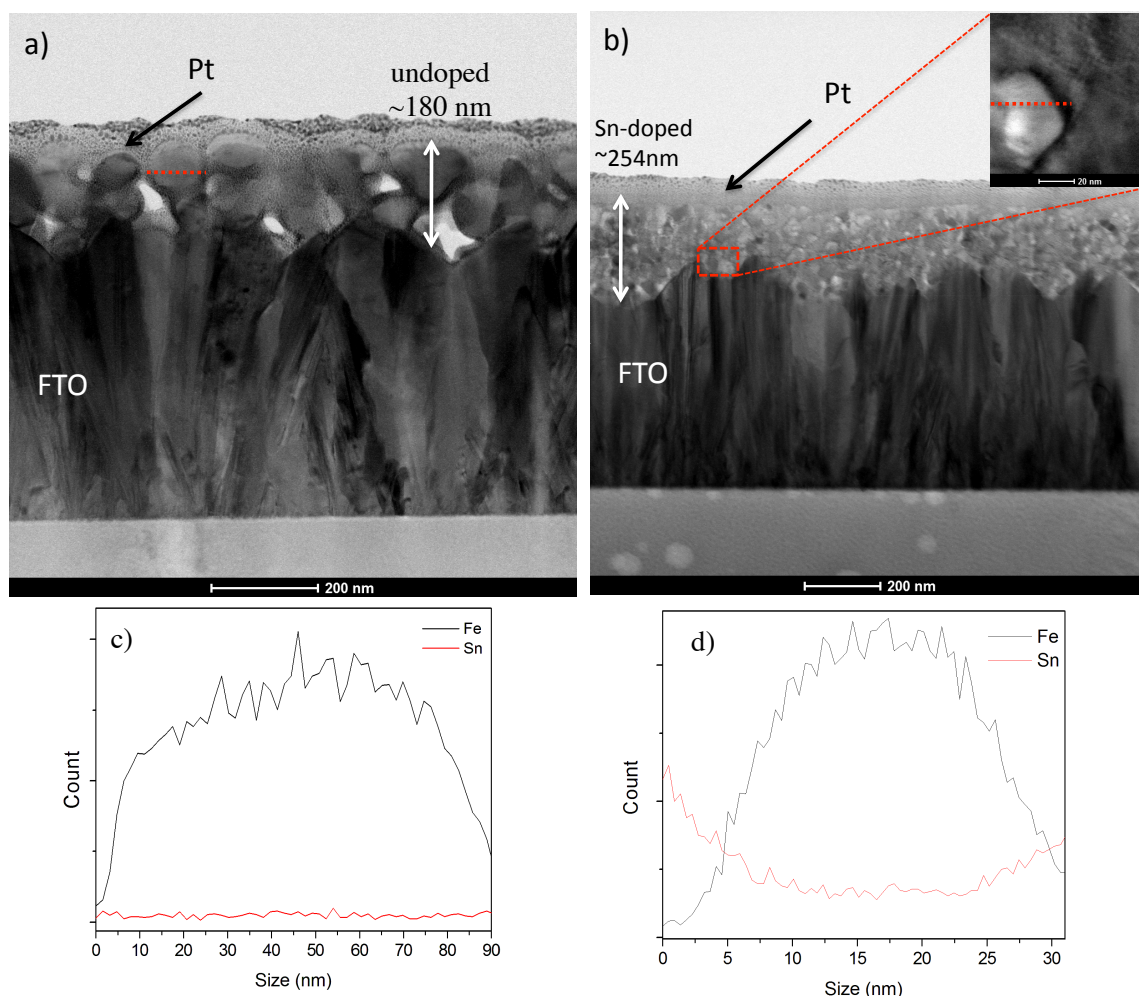 a)
Pt
undoped
~180 nm
FTO
200 nm
b)
Pt
Sn-doped
~254nm
20 nm
FTO
200 nm
c)
Fe
Sn
Count
0 10 20 30 40 50 60 70 80 90
Size (nm)
d)
Fe
Sn
Count
0 5 10 15 20 25 30
Size (nm)